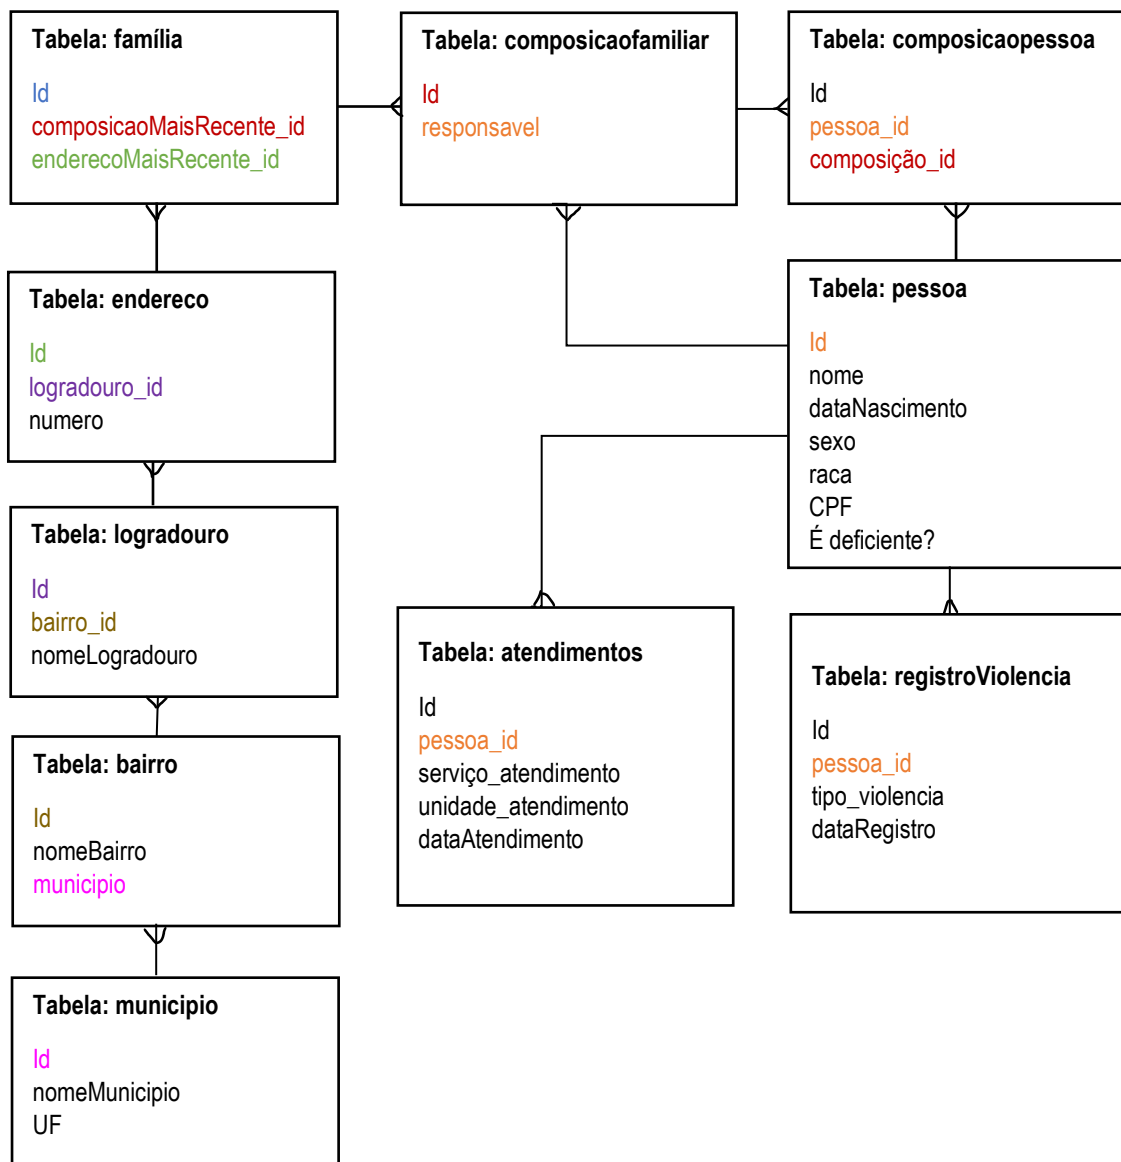 Tabela: família
Id
composicaoMaisRecente_id
enderecoMaisRecente_id
Tabela: composicaofamiliar
Id
responsavel
Tabela: composicaopessoa
Id
pessoa_id
composição_id
Tabela: endereco
Id
logradouro_id
numero
Tabela: pessoa
Id
nome
dataNascimento
sexo
raca
CPF
É deficiente?
Tabela: logradouro
Id
bairro_id
nomeLogradouro
Tabela: atendimentos
Id
pessoa_id
serviço_atendimento
unidade_atendimento
dataAtendimento
Tabela: registroViolencia
Id
pessoa_id
tipo_violencia
dataRegistro
Tabela: bairro
Id
nomeBairro
municipio
Tabela: municipio
Id
nomeMunicipio
UF